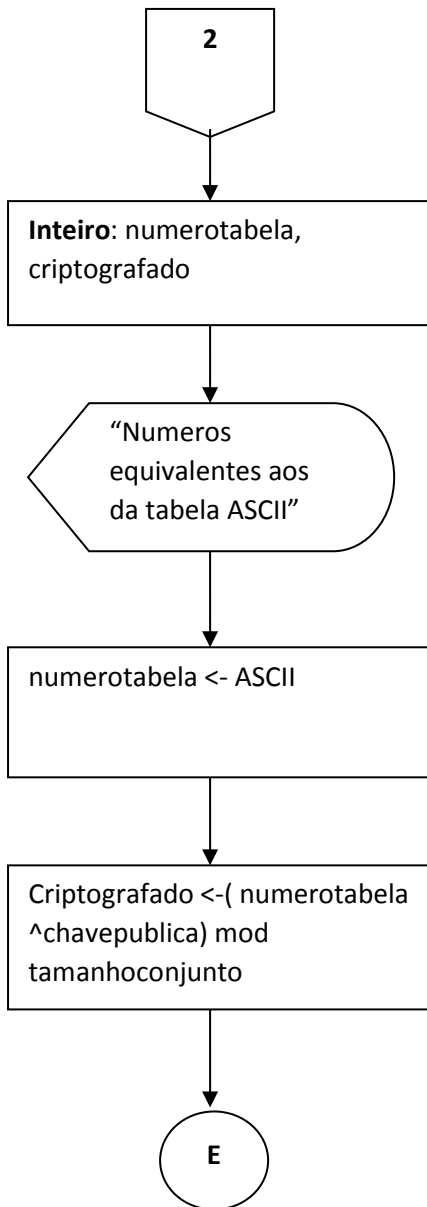 2
Inteiro: numerotabela,
criptografado
“Numeros
equivalentes aos
da tabela ASCII”
numerotabela <- ASCII
Criptografado <-( numerotabela
^chavepublica) mod
tamanhoconjunto
E